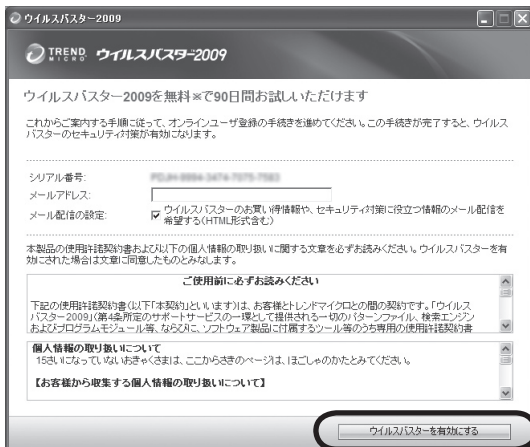 ウイルスバスター2009
TREND MICRO ウイルスバスター2009
ウイルスバスター2009を無料※で90日間お試しいただけます
これからご案内する手順に従って、オンラインユーザ登録の手続きを進めてください。この手続きが完了すると、ウイルス
バスターのセキュリティ対策が有効になります。
シリアル番号:
メールアドレス:
メール配信の設定: ウイルスバスターのお買い得情報や、セキュリティ対策に役立つ情報のメール配信を
希望する(HTML形式含む)
本製品の使用許諾契約書および以下の個人情報の取り扱いに関する文章を必ずお読みください。ウイルスバスターを有
効にされた場合は文章に同意したものとみなします。
ご使用前に必ずお読みください
下記の使用許諾契約書(以下「本契約」といいます)は、お客様とトレンドマイクロとの間の契約です。「ウイルス
バスター2009」(第4条所定のサポートサービスの一環として提供される一切のパターンファイル、検索エンジン
およびプログラムモジュール等、ならびに、ソフトウェア製品に付属するツール等のうち専用の使用許諾契約書
個人情報の取り扱いについて
15さいになっていないおきゃくさまは、ここからさきのページは、ほごしゃのかたとみてください。
【お客様から収集する個人情報の取り扱いについて】
ウイルスバスターを有効にする